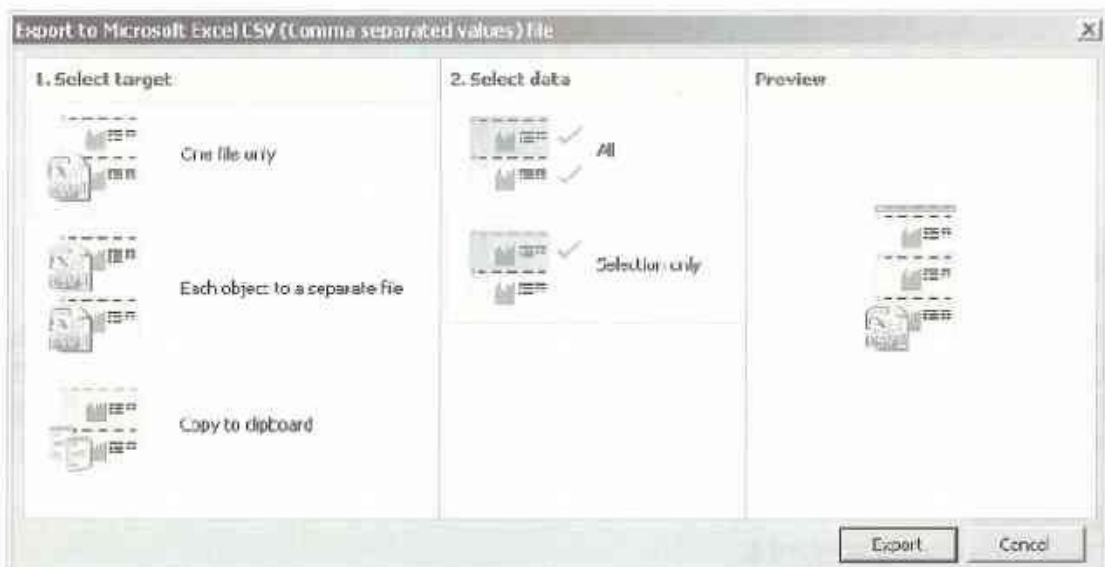 Export to Microsoft Excel CSV (Comma separated values) file
1. Select target
One file only
Each object to a separate file
Copy to clipboard
2. Select data
All
Selection only
Preview
Export
Cancel